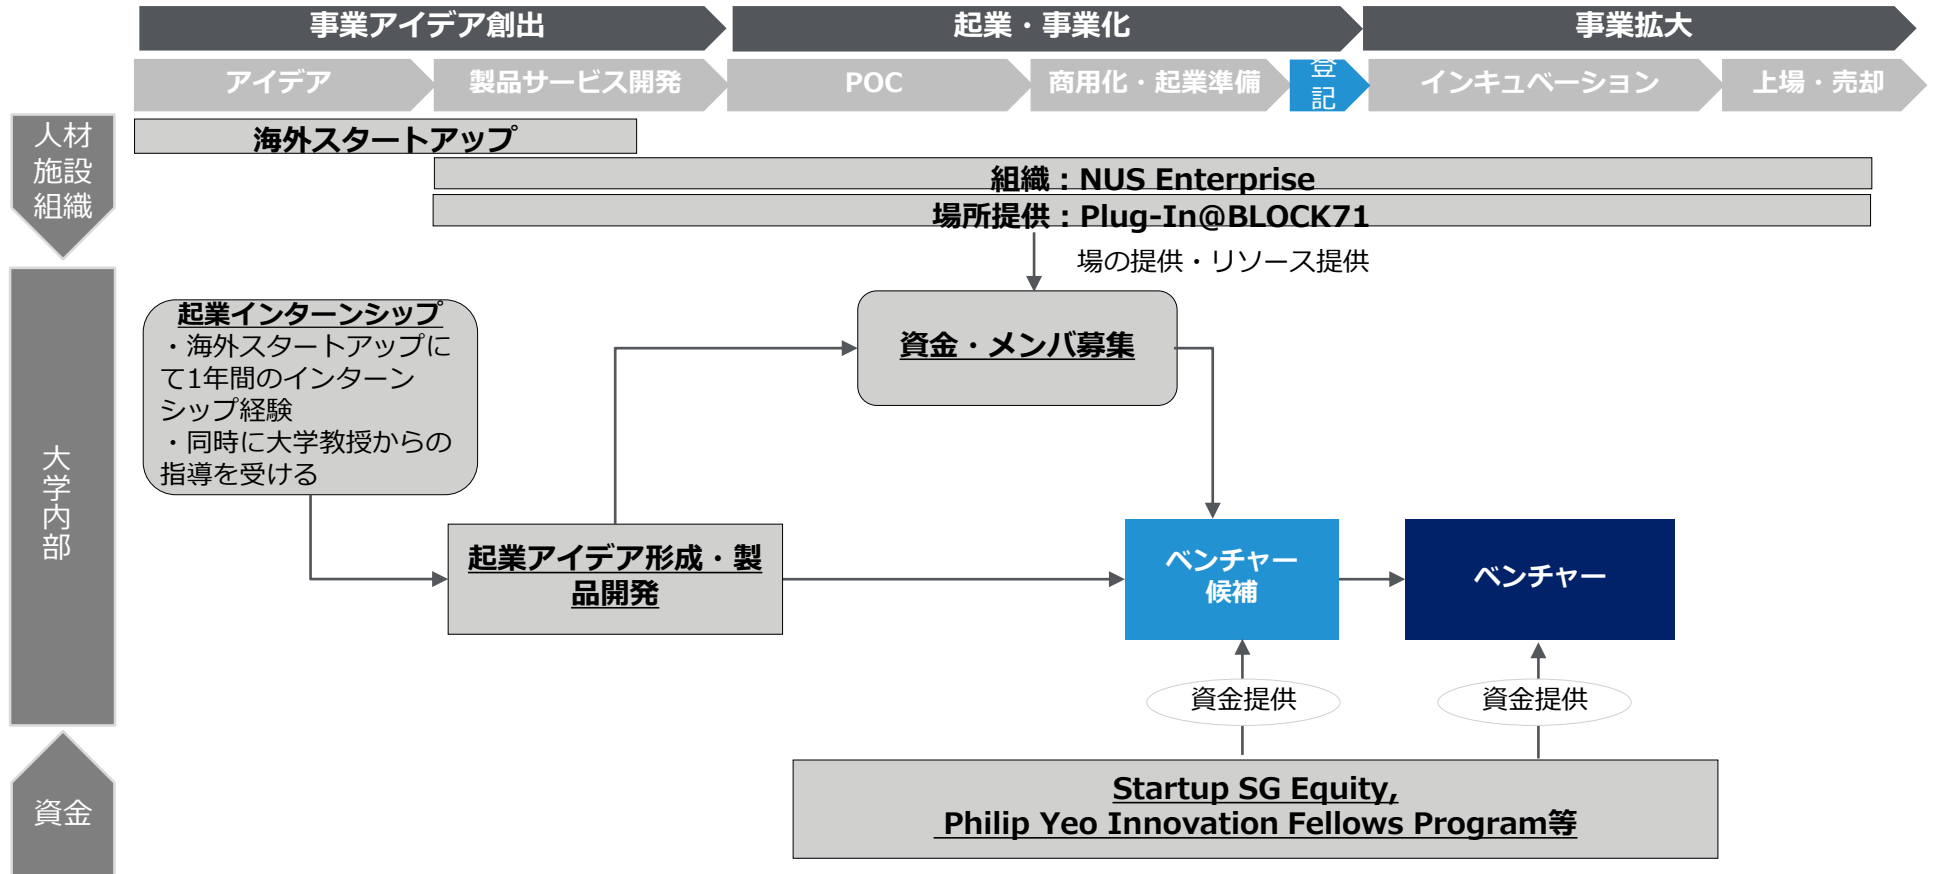 事業アイデア創出
起業・事業化
事業拡大
アイデア
製品サービス開発
POC
商用化・起業準備
登
記
インキュベーション
上場・売却
人材
施設
組織
海外スタートアップ
組織：NUS Enterprise
場所提供：Plug-In@BLOCK71
場の提供・リソース提供
大学内部
起業インターンシップ
・海外スタートアップに
て1年間のインターン
シップ経験
・同時に大学教授からの
指導を受ける
資金・メンバ募集
起業アイデア形成・製
品開発
ベンチャー
候補
ベンチャー
資金提供
資金提供
資金
Startup SG Equity,
Philip Yeo Innovation Fellows Program等